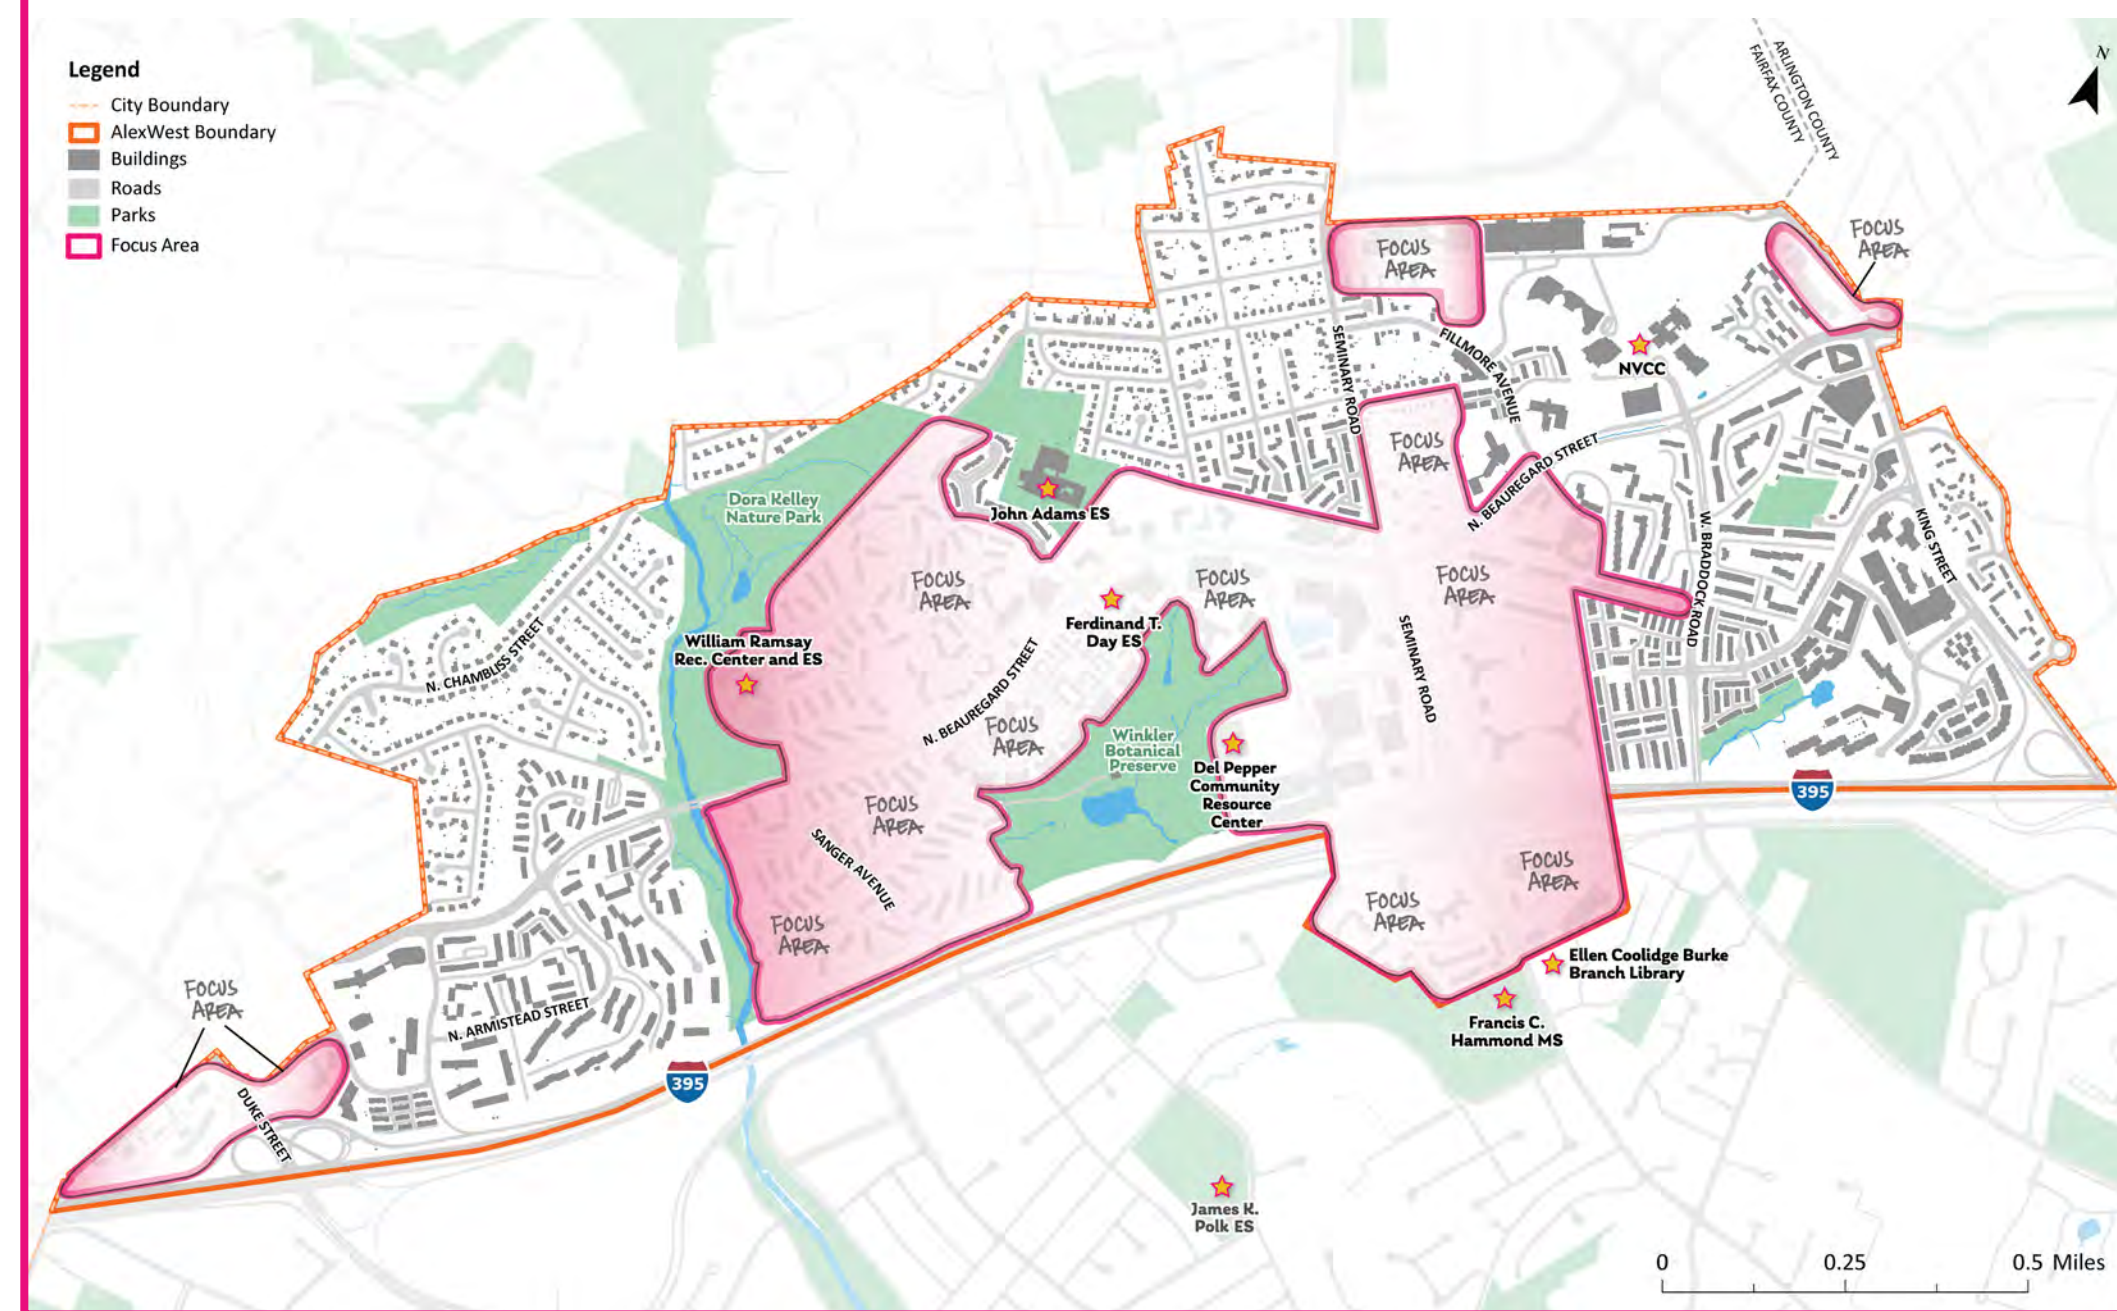 Legend
City Boundary
AlexWest Boundary
Buildings
Roads
Parks
Focus Area
N
ARLINGTON COUNTY
FAIRFAX COUNTY
FOCUS
AREA
FOCUS
AREA
SEMINARY ROAD
FILLMORE AVENUE
NVCC
FOCUS
AREA
N. BEAUREGARD STREET
Dora Kelley
Nature Park
John Adams ES
W. BRADDOCK ROAD
KING STREET
FOCUS
AREA
FOCUS
AREA
FOCUS
AREA
Ferdinand T.
Day ES
William Ramsay
Rec. Center and ES
N. CHAMBLISS STREET
N. BEAUREGARD STREET
SEMINARY ROAD
FOCUS
AREA
Winkler
Botanical
Preserve
Del Pepper
Community
Resource
Center
395
FOCUS
AREA
SANGER AVENUE
FOCUS
AREA
FOCUS
AREA
FOCUS
AREA
Ellen Coolidge Burke
Branch Library
Francis C.
Hammond MS
FOCUS
AREA
N. ARMISTEAD STREET
395
DUKE STREET
James K.
Polk ES
0 0.25 0.5 Miles